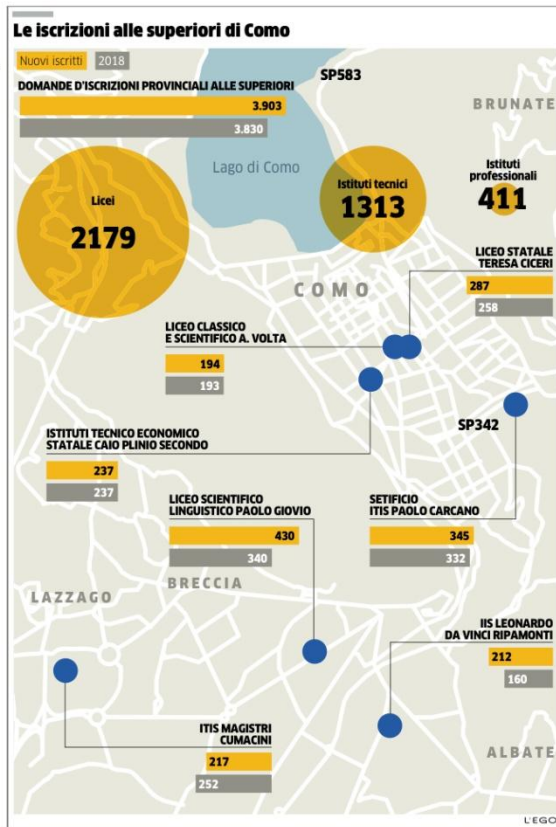 Le iscrizioni alle superiori di Como
Nuovi iscritti
2018
DOMANDE D'ISCRIZIONI PROVINCIALI ALLE SUPERIORI
3.903
3.830
SP583
BRUNATE
Lago di Como
Licei
2179
Istituti tecnici
1313
Istituti
professionali
411
LICEO STATALE
TERESA CICERI
287
258
COMO
LICEO CLASSICO
E SCIENTIFICO A. VOLTA
194
193
SP342
ISTITUTI TECNICO ECONOMICO
STATALE CAIO PLINIO SECONDO
237
237
LICEO SCIENTIFICO
LINGUISTICO PAOLO GIOVIO
430
340
SETIFICIO
ITIS PAOLO CARCANO
345
332
BRECCIA
LAZZAGO
IIS LEONARDO
DA VINCI RIPAMONTI
212
160
ITIS MAGISTRI
CUMACINI
217
252
ALBATE
L'EGO